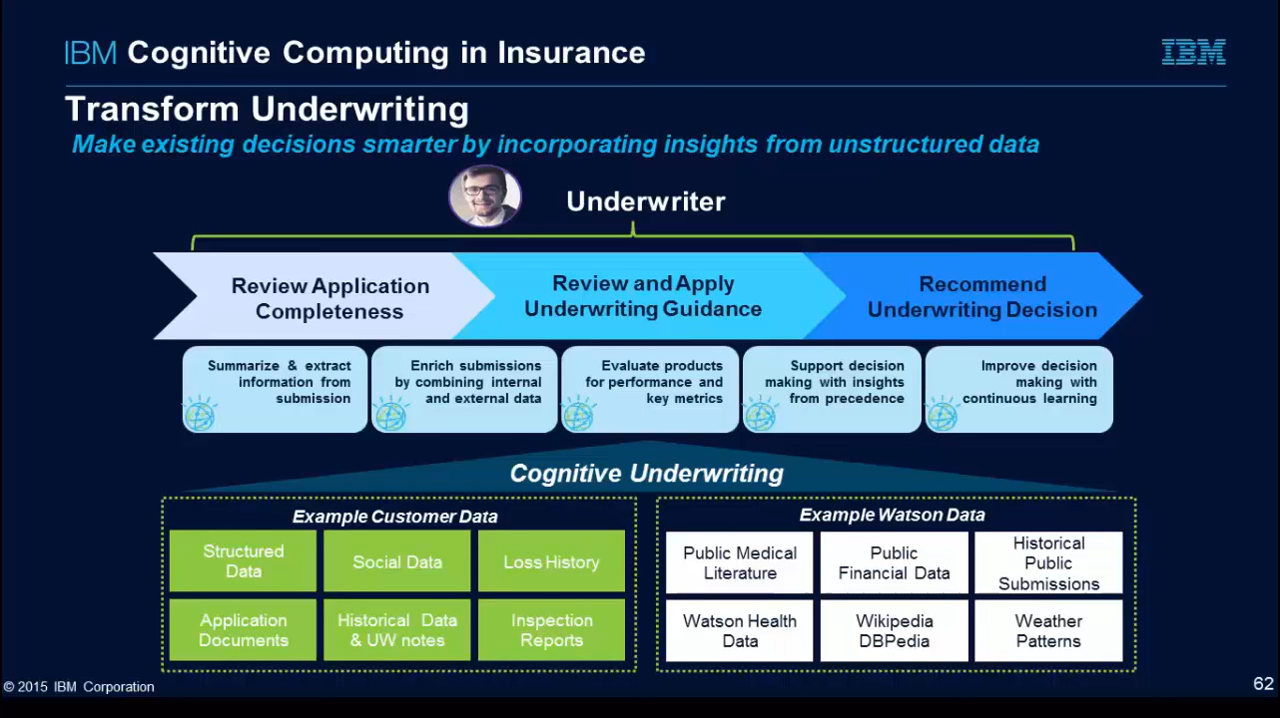 IBM Cognitive Computing in Insurance
IBM
Transform Underwriting
Make existing decisions smarter by incorporating insights from unstructured data
Underwriter
Review Application
Completeness
Review and Apply
Underwriting Guidance
Recommend
Underwriting Decision
Summarize & extract
information from
submission
Enrich submissions
by combining internal
and external data
Evaluate products
for performance and
key metrics
Support decision
making with insights
from precedence
Improve decision
making with
continuous learning
Cognitive Underwriting
Example Customer Data
Structured
Data
Social Data
Loss History
Application
Documents
Historical Data
& UW notes
Inspection
Reports
Example Watson Data
Public Medical
Literature
Public
Financial Data
Historical
Public
Submissions
Watson Health
Data
Wikipedia
DBPedia
Weather
Patterns
© 2015 IBM Corporation
62